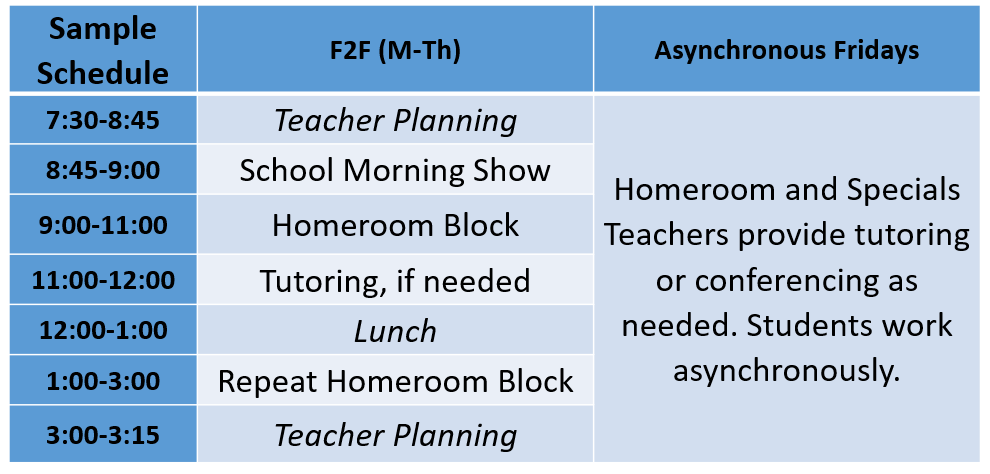 Sample
Schedule
F2F (M-Th)
Asynchronous Fridays
7:30-8:45
Teacher Planning
8:45-9:00
School Morning Show
9:00-11:00
Homeroom Block
11:00-12:00
Tutoring, if needed
12:00-1:00
Lunch
1:00-3:00
Repeat Homeroom Block
3:00-3:15
Teacher Planning
Homeroom and Specials
Teachers provide tutoring
or conferencing as
needed. Students work
asynchronously.